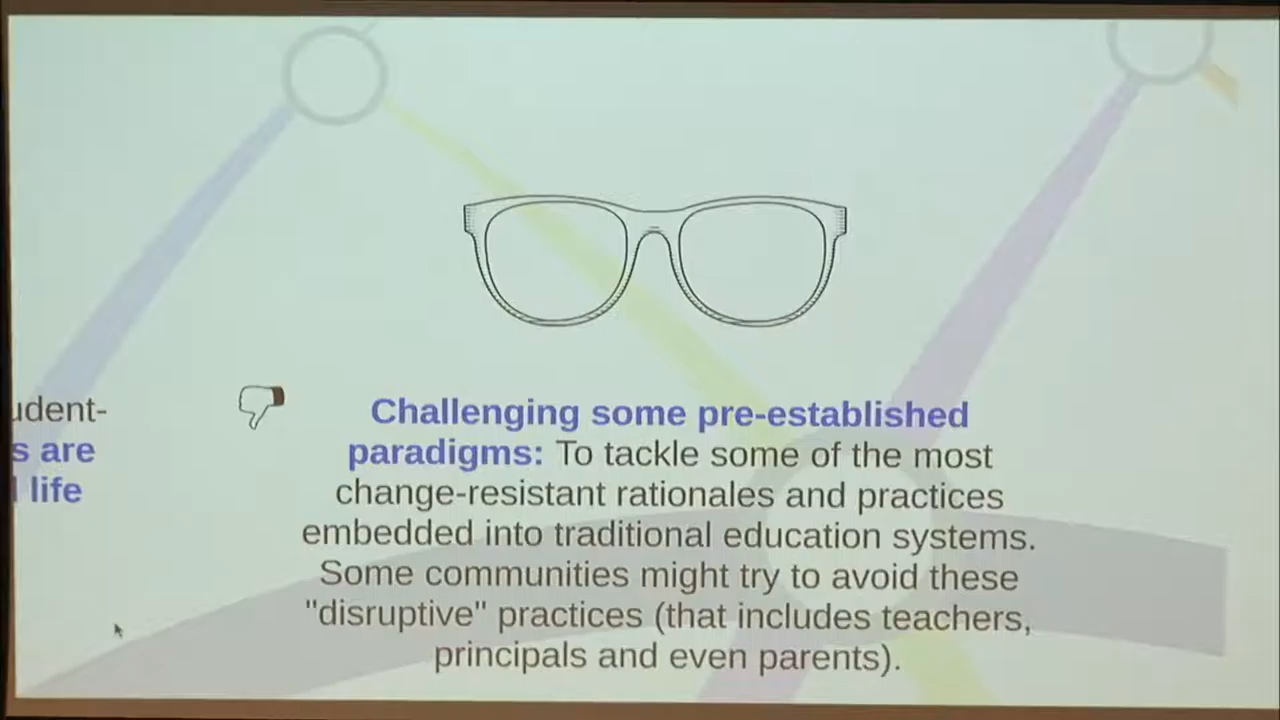 udent-
s are
life
Challenging some pre-established
paradigms: To tackle some of the most
change-resistant rationales and practices
embedded into traditional education systems.
Some communities might try to avoid these
"disruptive" practices (that includes teachers,
principals and even parents).